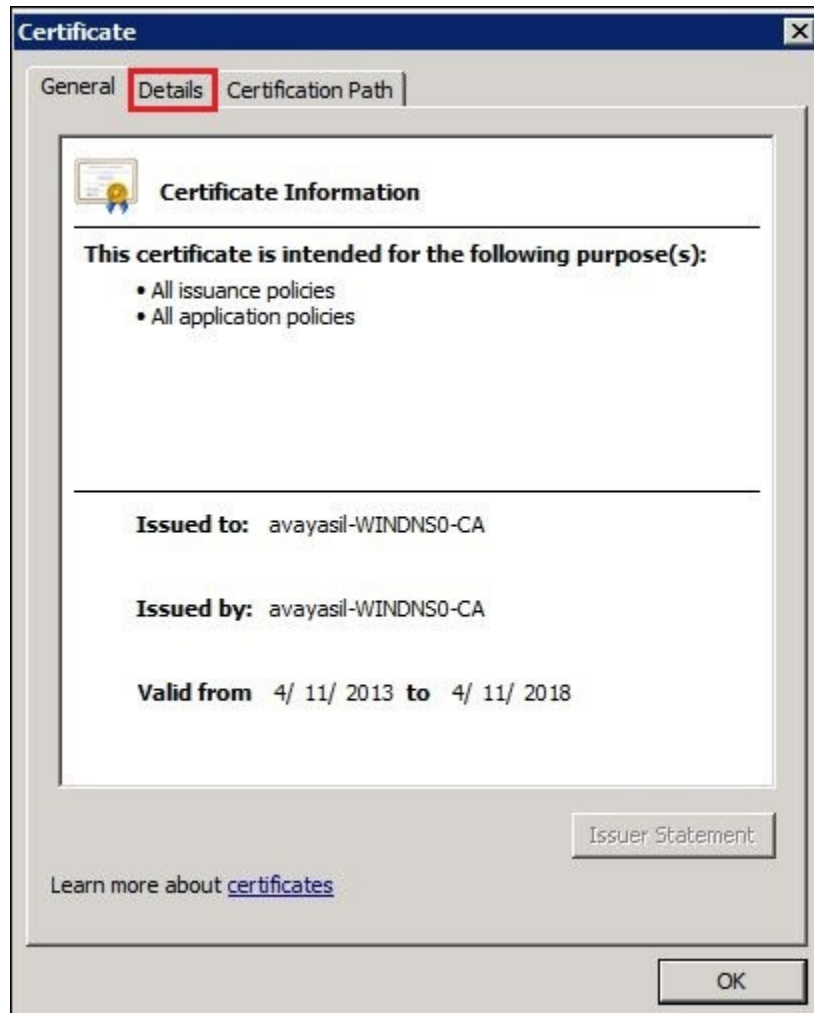 Certificate
General Details Certification Path
Certificate Information
This certificate is intended for the following purpose(s):
• All issuance policies
• All application policies
Issued to: avayasil-WINDNS0-CA
Issued by: avayasil-WINDNS0-CA
Valid from 4/ 11/ 2013 to 4/ 11/ 2018
Issuer Statement
Learn more about certificates
OK